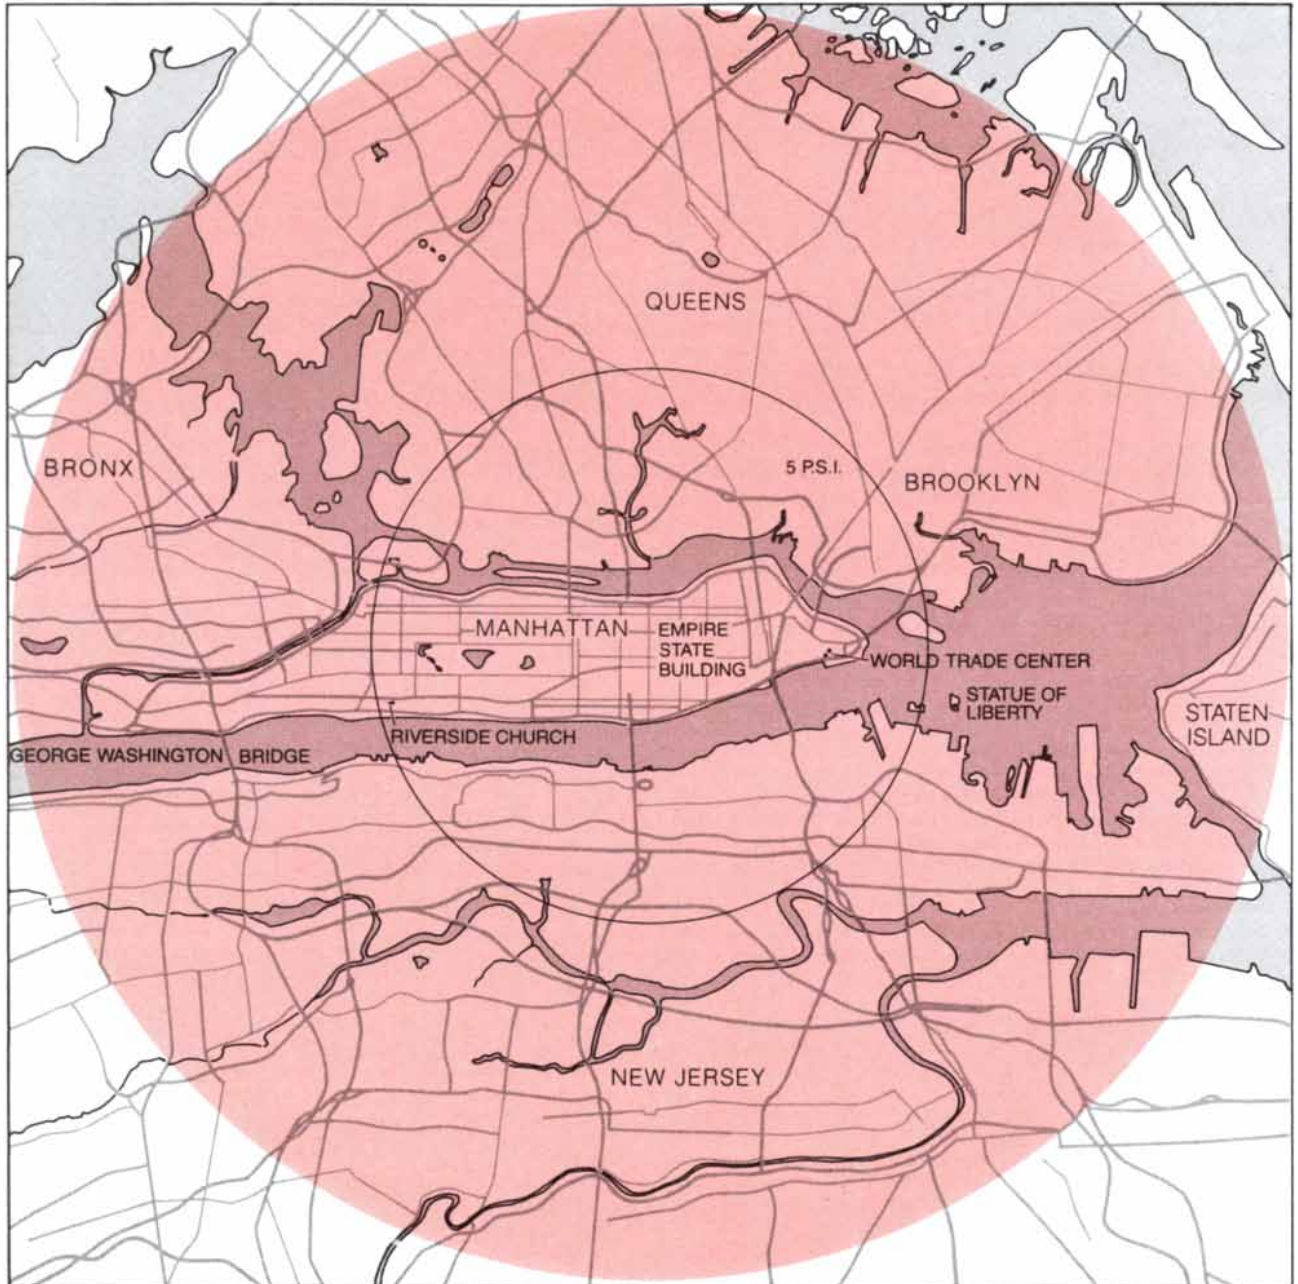 QUEENS
BRONX
5 P.S.I.
BROOKLYN
MANHATTAN
EMPIRE
STATE
BUILDING
WORLD TRADE CENTER
STATUE OF
LIBERTY
STATEN
ISLAND
RIVERSIDE CHURCH
GEORGE WASHINGTON BRIDGE
NEW JERSEY